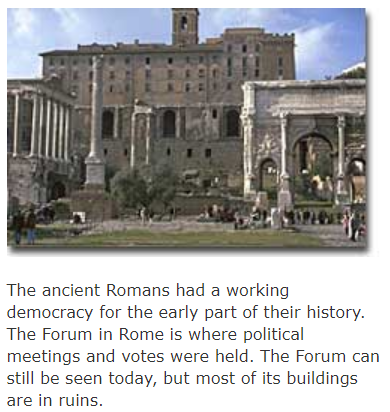 The ancient Romans had a working
democracy for the early part of their history.
The Forum in Rome is where political
meetings and votes were held. The Forum can
still be seen today, but most of its buildings
are in ruins.